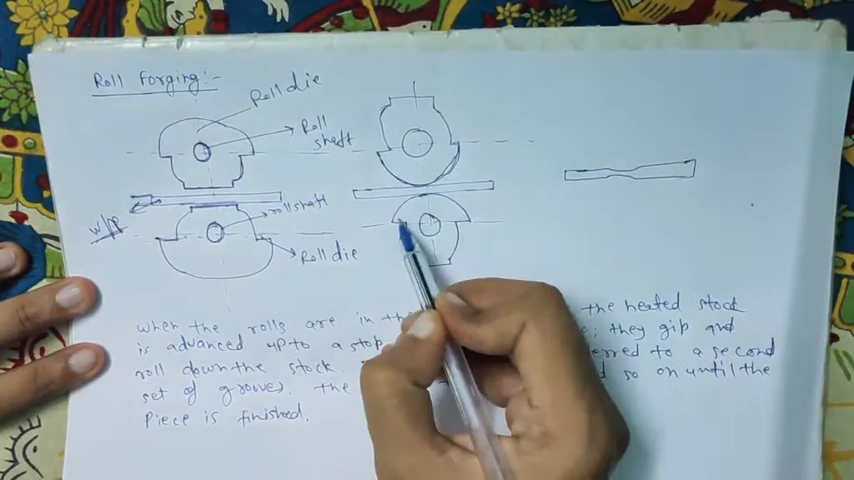 Roll Forging:-
Roll die
Roll
shaft
w/p
roll shaft
Roll die
When the rolls are in the the heated stock
is advanced up to a stop ; they gip and
roll down the stock. erred to a second
set of grooves. the so on until the
Piece is finished.